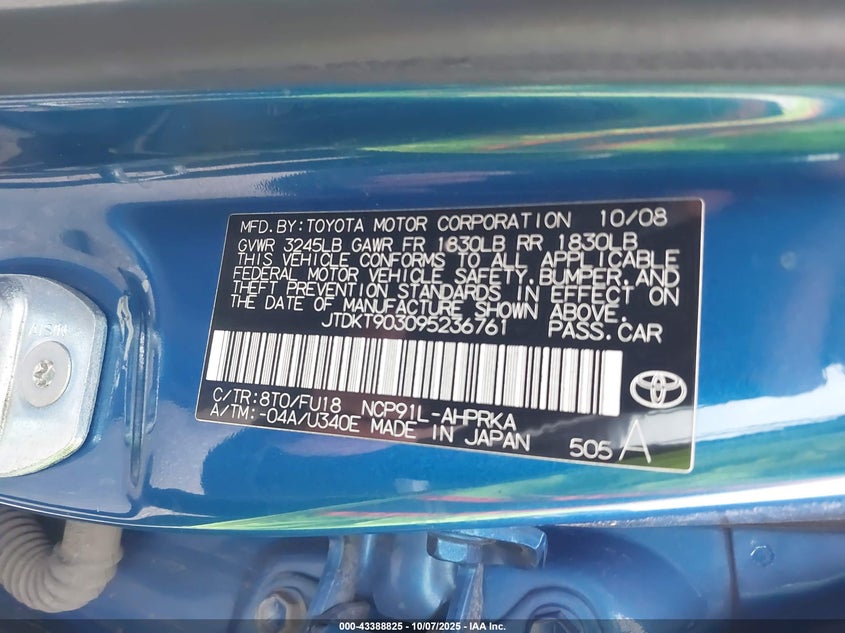 MFD.BY:TOYOTA MOTOR CORPORATION 10/08
GVWR 3245LB GAWR FR 1830LB RR 1830LB
THIS VEHICLE CONFORMS TO ALL APPLICABLE
FEDERAL MOTOR VEHICLE SAFETY,BUMPER,AND
THEFT PREVENTION STANDARDS IN EFFECT ON
THE DATE OF MANUFACTURE SHOWN ABOVE.
JTDKT903095236761 PASS.CAR
C/TR:8T0/FU18 NCP91L-AHPRKA
A/TM:-04A/U340E MADE IN JAPAN 505 A
000-43388825 - 10/07/2025 - IAA Inc.